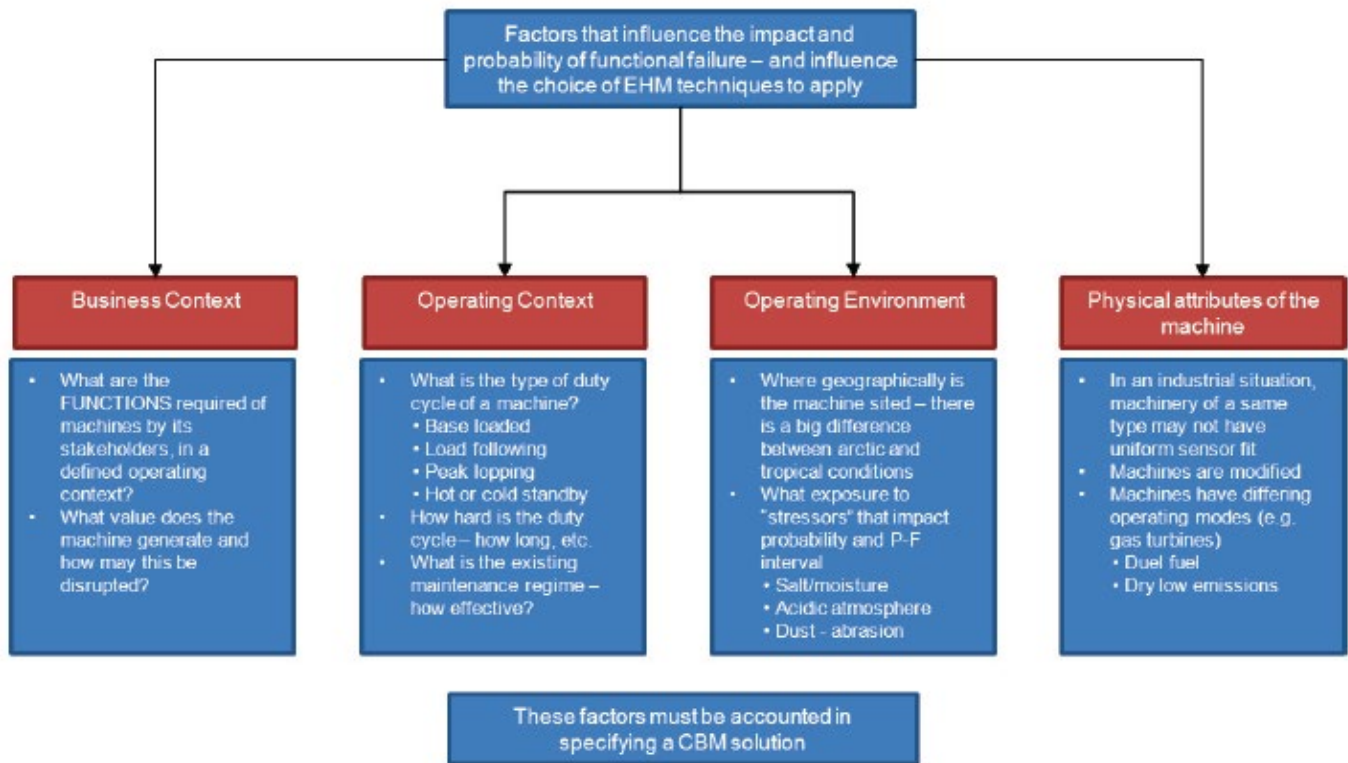 Factors that influence the impact and
probability of functional failure – and influence
the choice of EHM techniques to apply
Business Context
• What are the
FUNCTIONS required of
machines by its
stakeholders, in a
defined operating
context?
• What value does the
machine generate and
how may this be
disrupted?
Operating Context
• What is the type of duty
cycle of a machine?
• Base loaded
• Load following
• Peak lopping
• Hot or cold standby
• How hard is the duty
cycle – how long, etc.
• What is the existing
maintenance regime –
how effective?
Operating Environment
• Where geographically is
the machine sited – there
is a big difference
between arctic and
tropical conditions
• What exposure to
"stressors" that impact
probability and P-F
interval
• Salt/moisture
• Acidic atmosphere
• Dust - abrasion
Physical attributes of the
machine
• In an industrial situation,
machinery of a same
type may not have
uniform sensor fit
• Machines are modified
• Machines have differing
operating modes (e.g.
gas turbines)
• Duel fuel
• Dry low emissions
These factors must be accounted in
specifying a CBM solution